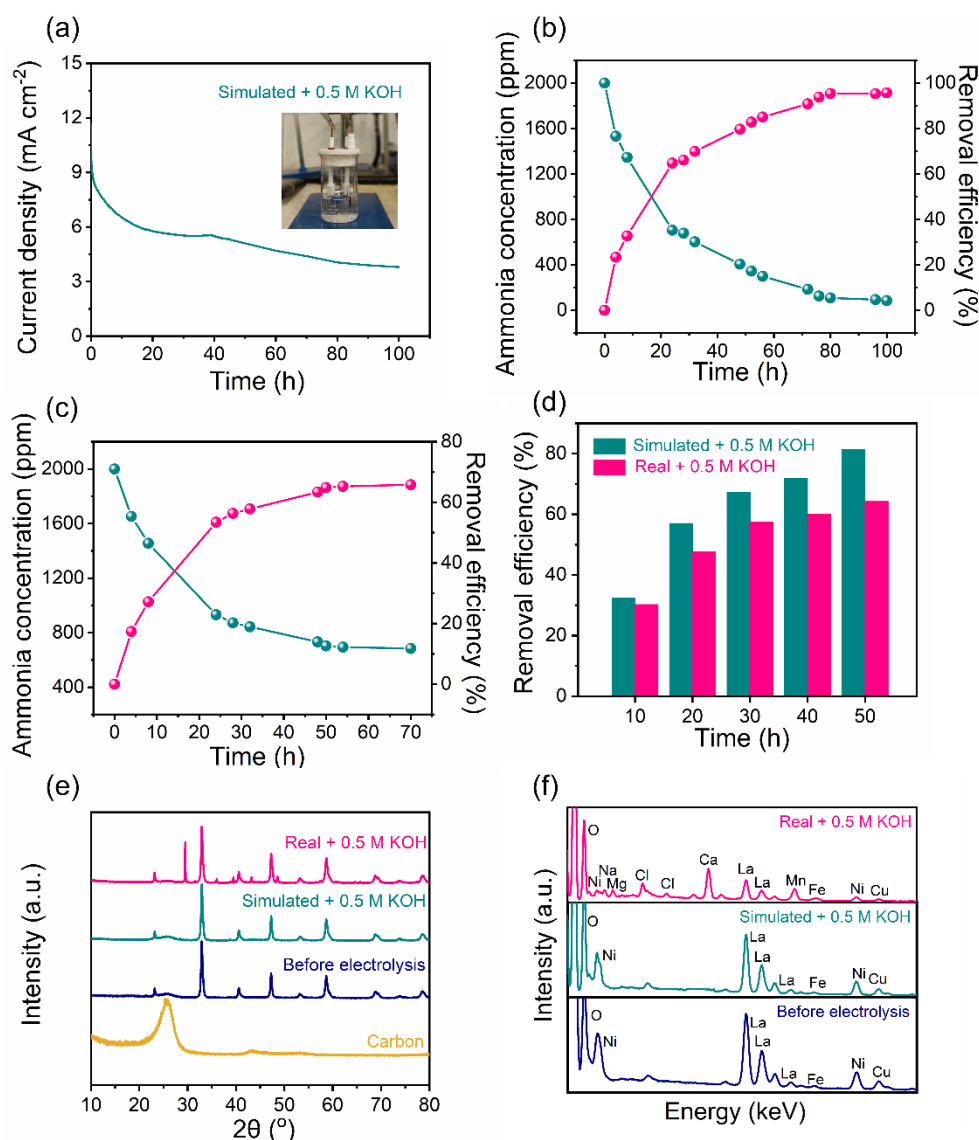 (a)
Current density (mA cm⁻²)
15
12
9
6
3
0
Simulated + 0.5 M KOH
0 20 40 60 80 100
Time (h)
(b)
Ammonia concentration (ppm)
2000
1600
1200
800
400
0
100
80
60
40
20
0
Removal efficiency (%)
0 20 40 60 80 100
Time (h)
(c)
Ammonia concentration (ppm)
2000
1600
1200
800
400
80
60
40
20
0
Removal efficiency (%)
0 10 20 30 40 50 60 70
Time (h)
(d)
Removal efficiency (%)
80
60
40
20
0
Simulated + 0.5 M KOH
Real + 0.5 M KOH
10 20 30 40 50
Time (h)
(e)
Intensity (a.u.)
Real + 0.5 M KOH
Simulated + 0.5 M KOH
Before electrolysis
Carbon
10 20 30 40 50 60 70 80
2θ (°)
(f)
Intensity (a.u.)
Real + 0.5 M KOH
O Ni Na Mg Cl Cl Ca La La Mn Fe Ni Cu
Simulated + 0.5 M KOH
O Ni La La La Fe Ni Cu
Before electrolysis
O Ni La La La Fe Ni Cu
Energy (keV)